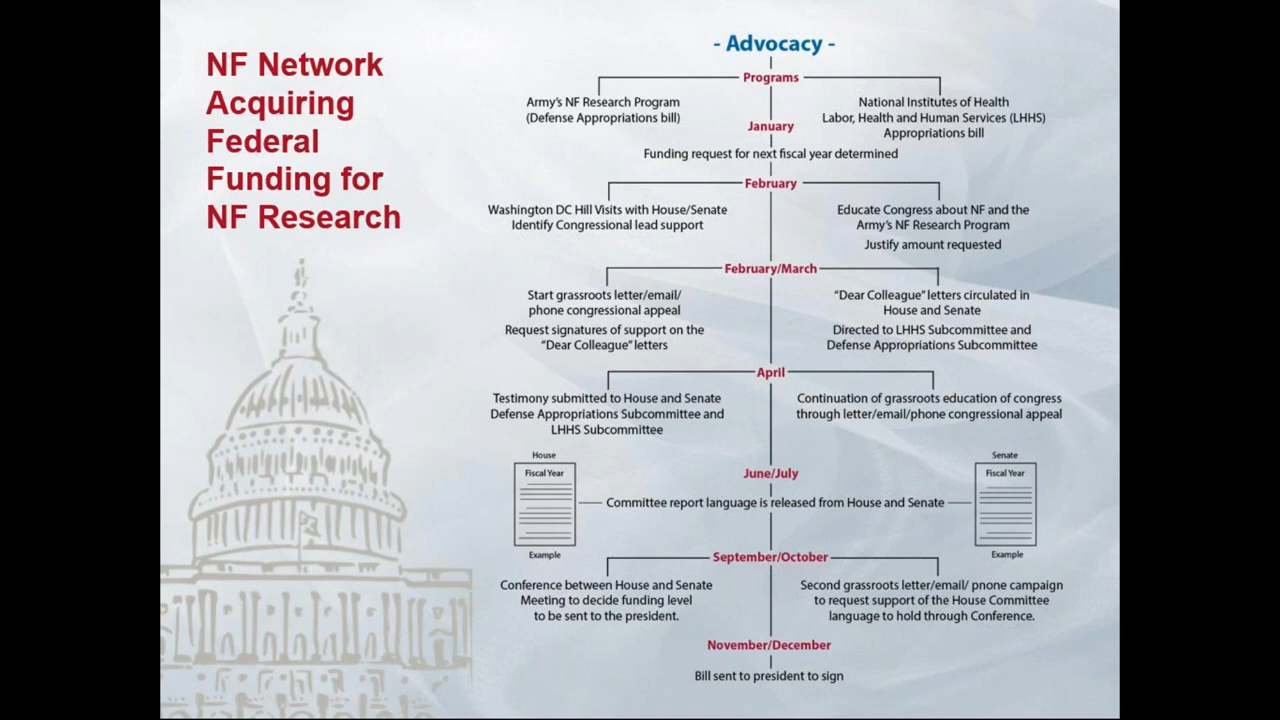 NF Network
Acquiring
Federal
Funding for
NF Research
- Advocacy -
Programs
Army's NF Research Program
(Defense Appropriations bill)
National Institutes of Health
Labor, Health and Human Services (LHHS)
Appropriations bill
January
Funding request for next fiscal year determined
February
Washington DC Hill Visits with House/Senate
Identify Congressional lead support
Educate Congress about NF and the
Army's NF Research Program
Justify amount requested
February/March
Start grassroots letter/email/
phone congressional appeal
Request signatures of support on the
"Dear Colleague" letters
"Dear Colleague" letters circulated in
House and Senate
Directed to LHHS Subcommittee and
Defense Appropriations Subcommittee
April
Testimony submitted to House and Senate
Defense Appropriations Subcommittee and
LHHS Subcommittee
Continuation of grassroots education of congress
through letter/email/phone congressional appeal
House
Fiscal Year
Example
June/July
Committee report language is released from House and Senate
Senate
Fiscal Year
Example
September/October
Conference between House and Senate
Meeting to decide funding level
to be sent to the president.
Second grassroots letter/email/ pnone campaign
to request support of the House Committee
language to hold through Conference.
November/December
Bill sent to president to sign